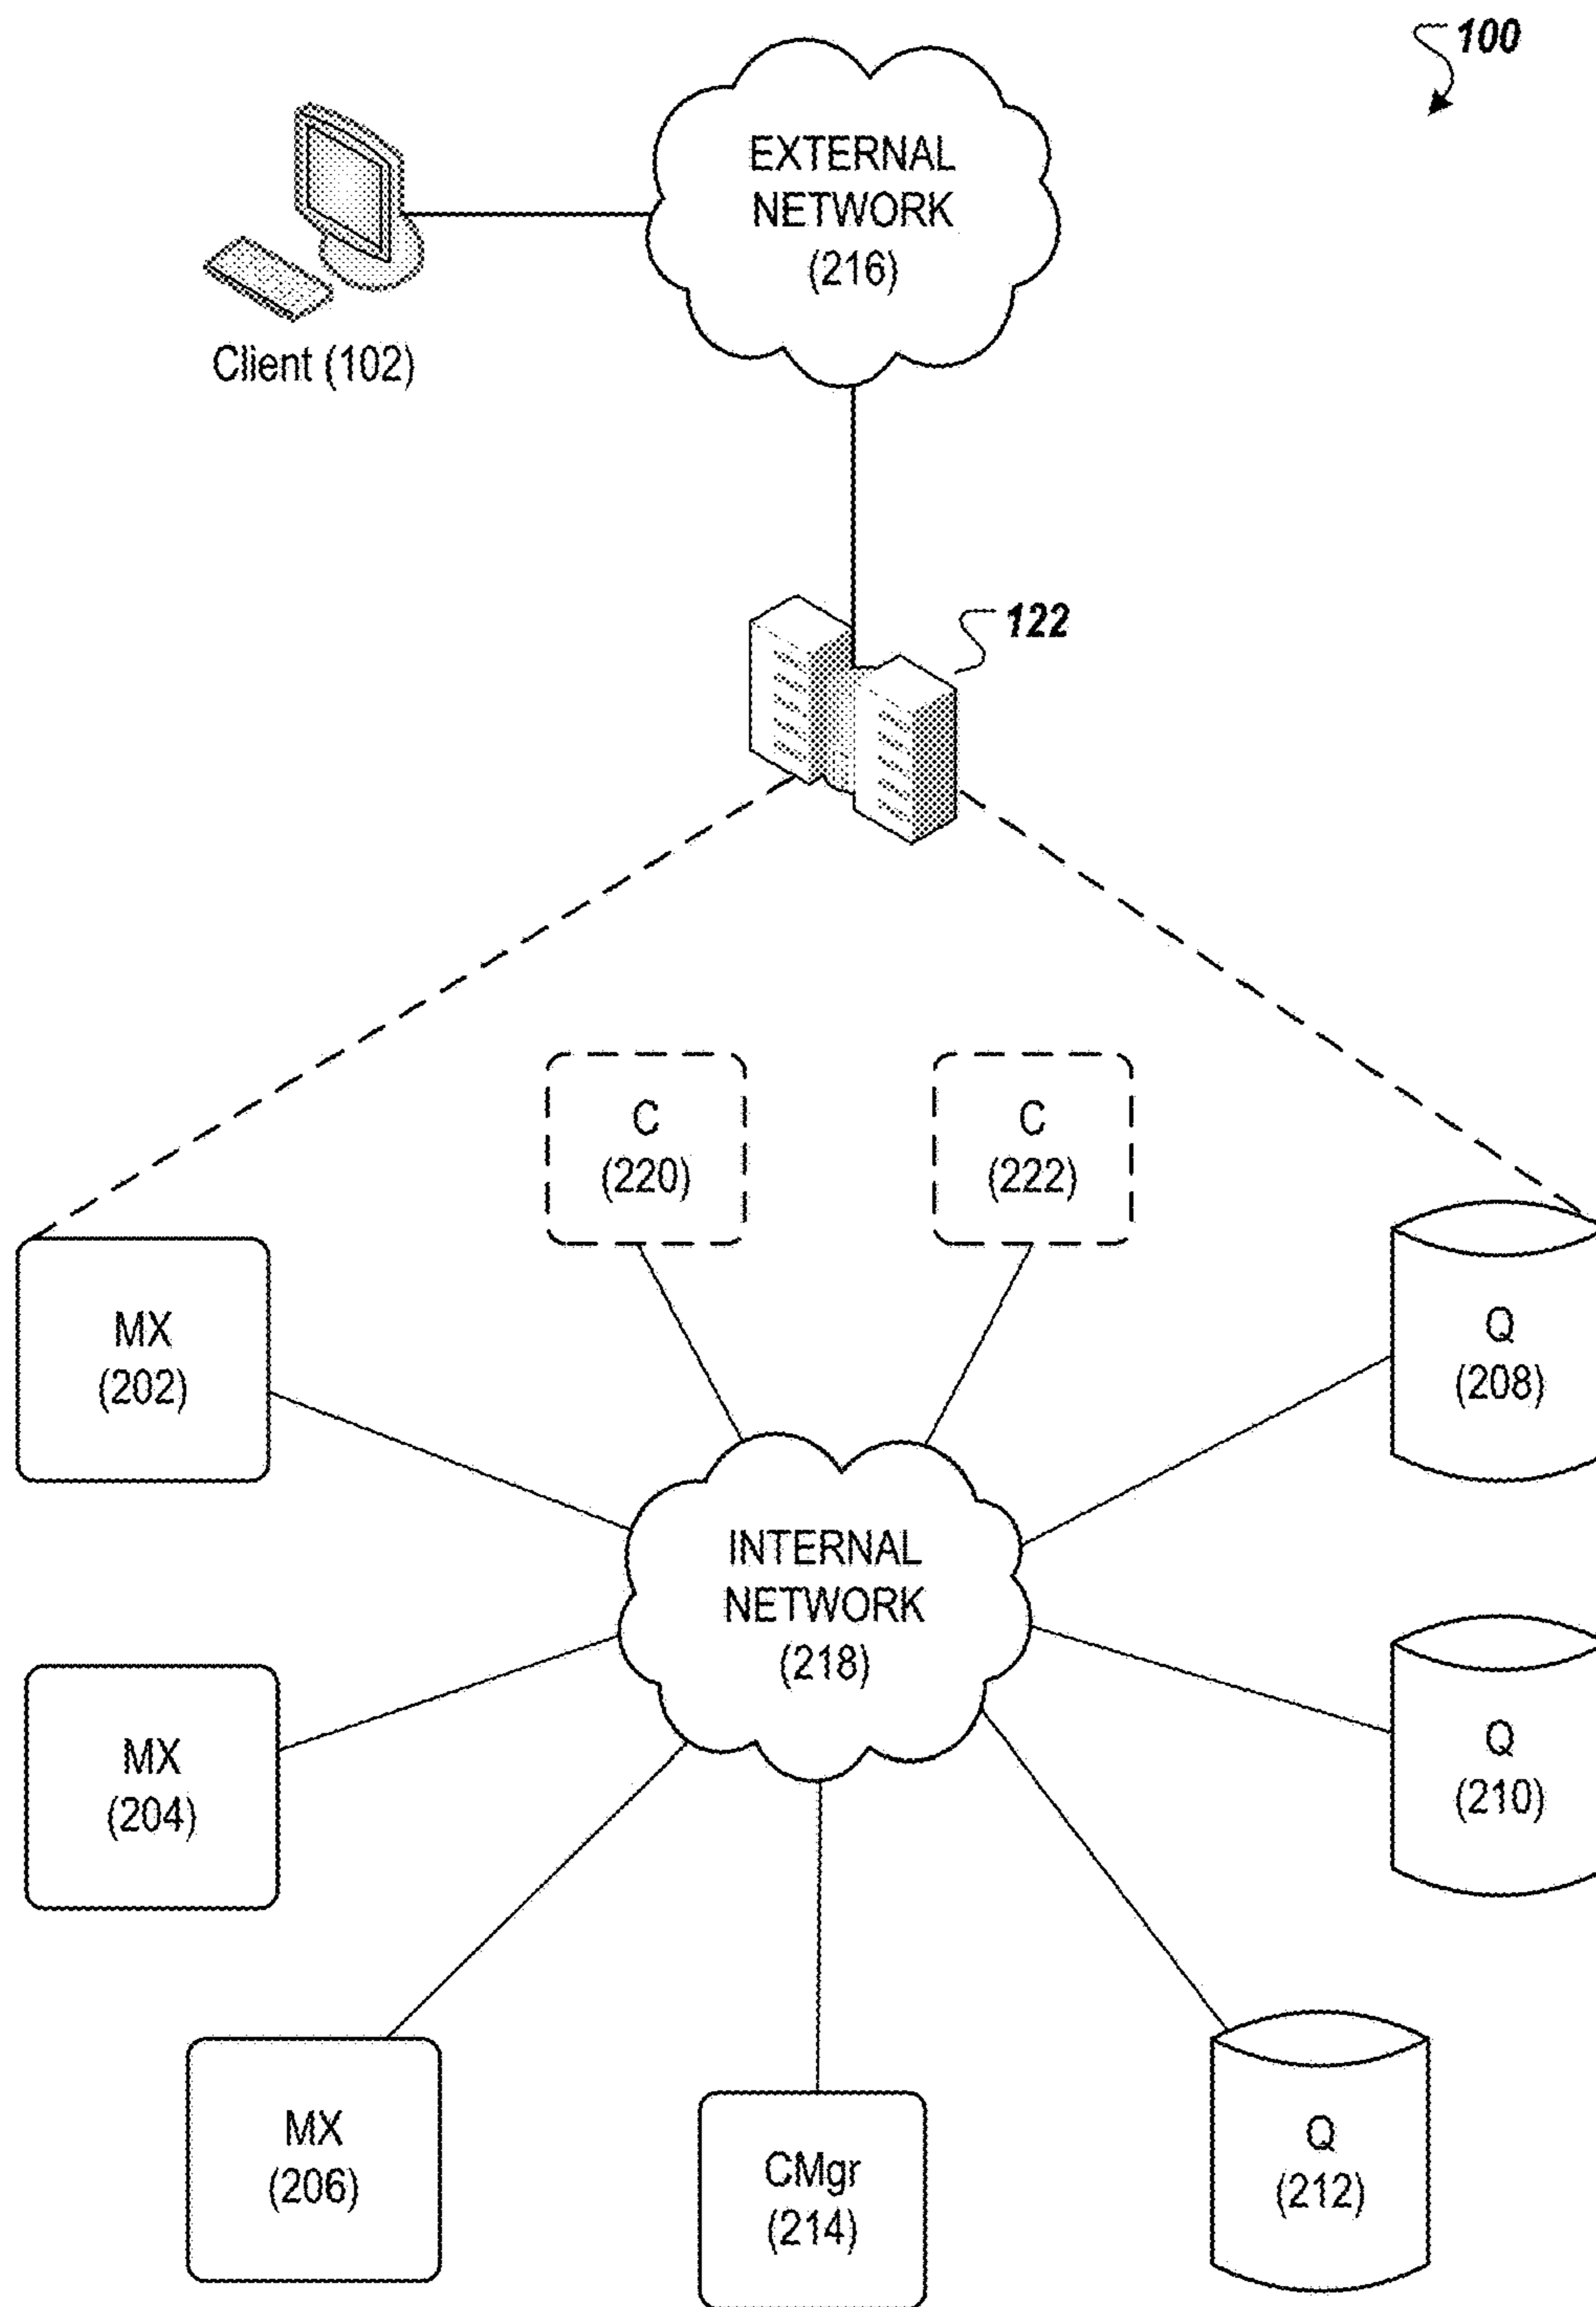 100
EXTERNAL
NETWORK
(216)
Client (102)
122
C
(220)
C
(222)
MX
(202)
Q
(208)
INTERNAL
NETWORK
(218)
MX
(204)
Q
(210)
MX
(206)
CMgr
(214)
Q
(212)